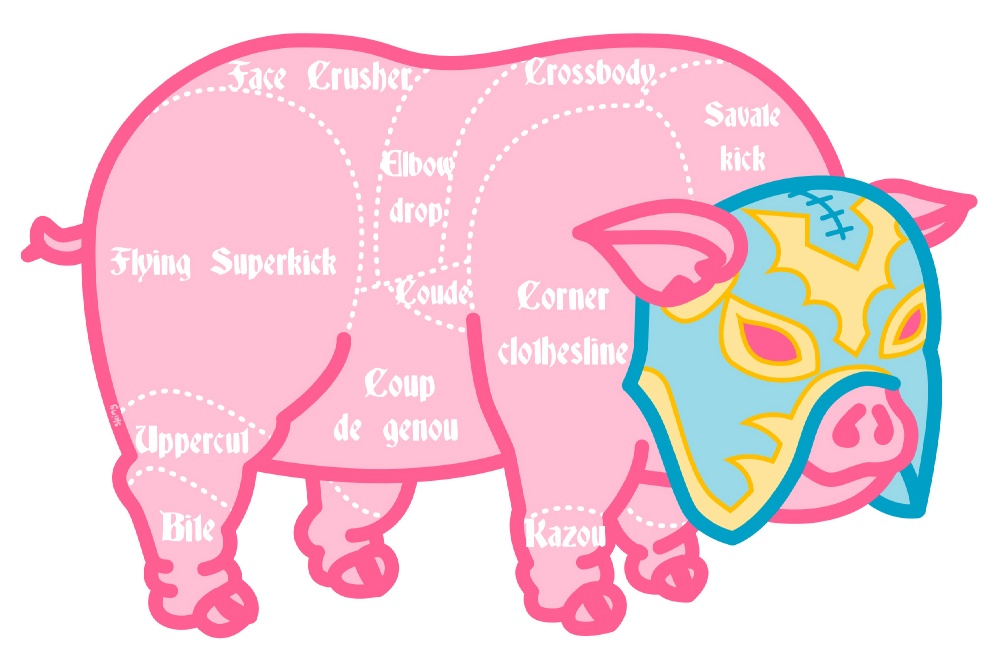 Face Crusher
Crossbody
Savate
kick
Elbow
drop
Flying Superkick
Coude
Corner
clothesline
Coup
de genou
Uppercut
Bite
Kazou